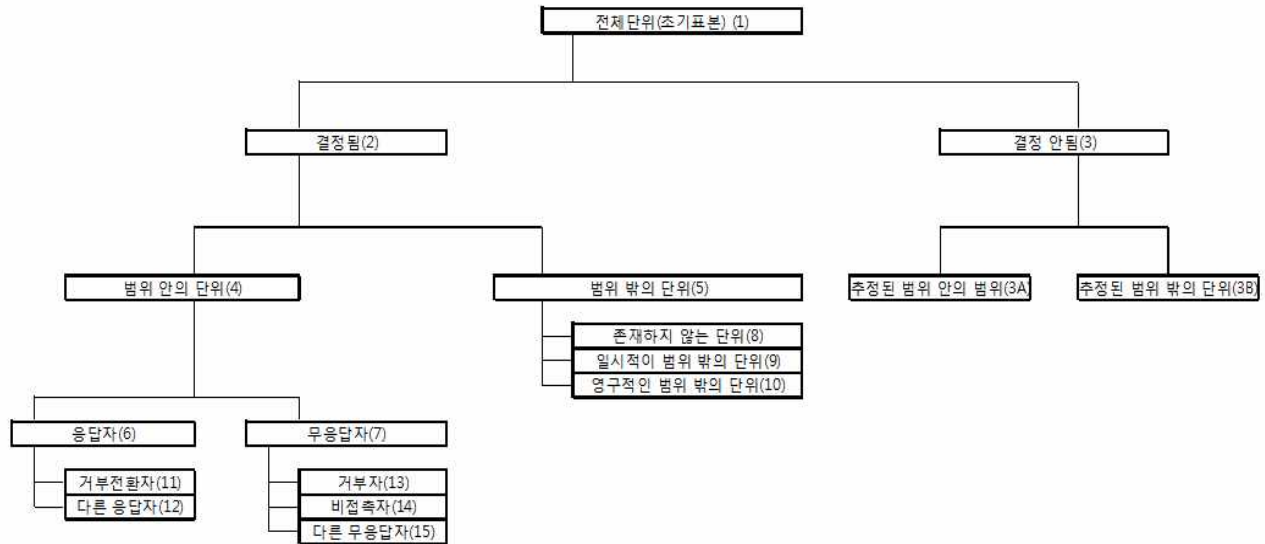 전체단위(초기표본) (1)
결정됨(2)
결정 안됨(3)
범위 안의 단위(4)
범위 밖의 단위(5)
추정된 범위 안의 범위(3A)
추정된 범위 밖의 단위(3B)
존재하지 않는 단위(8)
일시적이 범위 밖의 단위(9)
영구적인 범위 밖의 단위(10)
응답자(6)
무응답자(7)
거부전환자(11)
다른 응답자(12)
거부자(13)
비접촉자(14)
다른 무응답자(15)